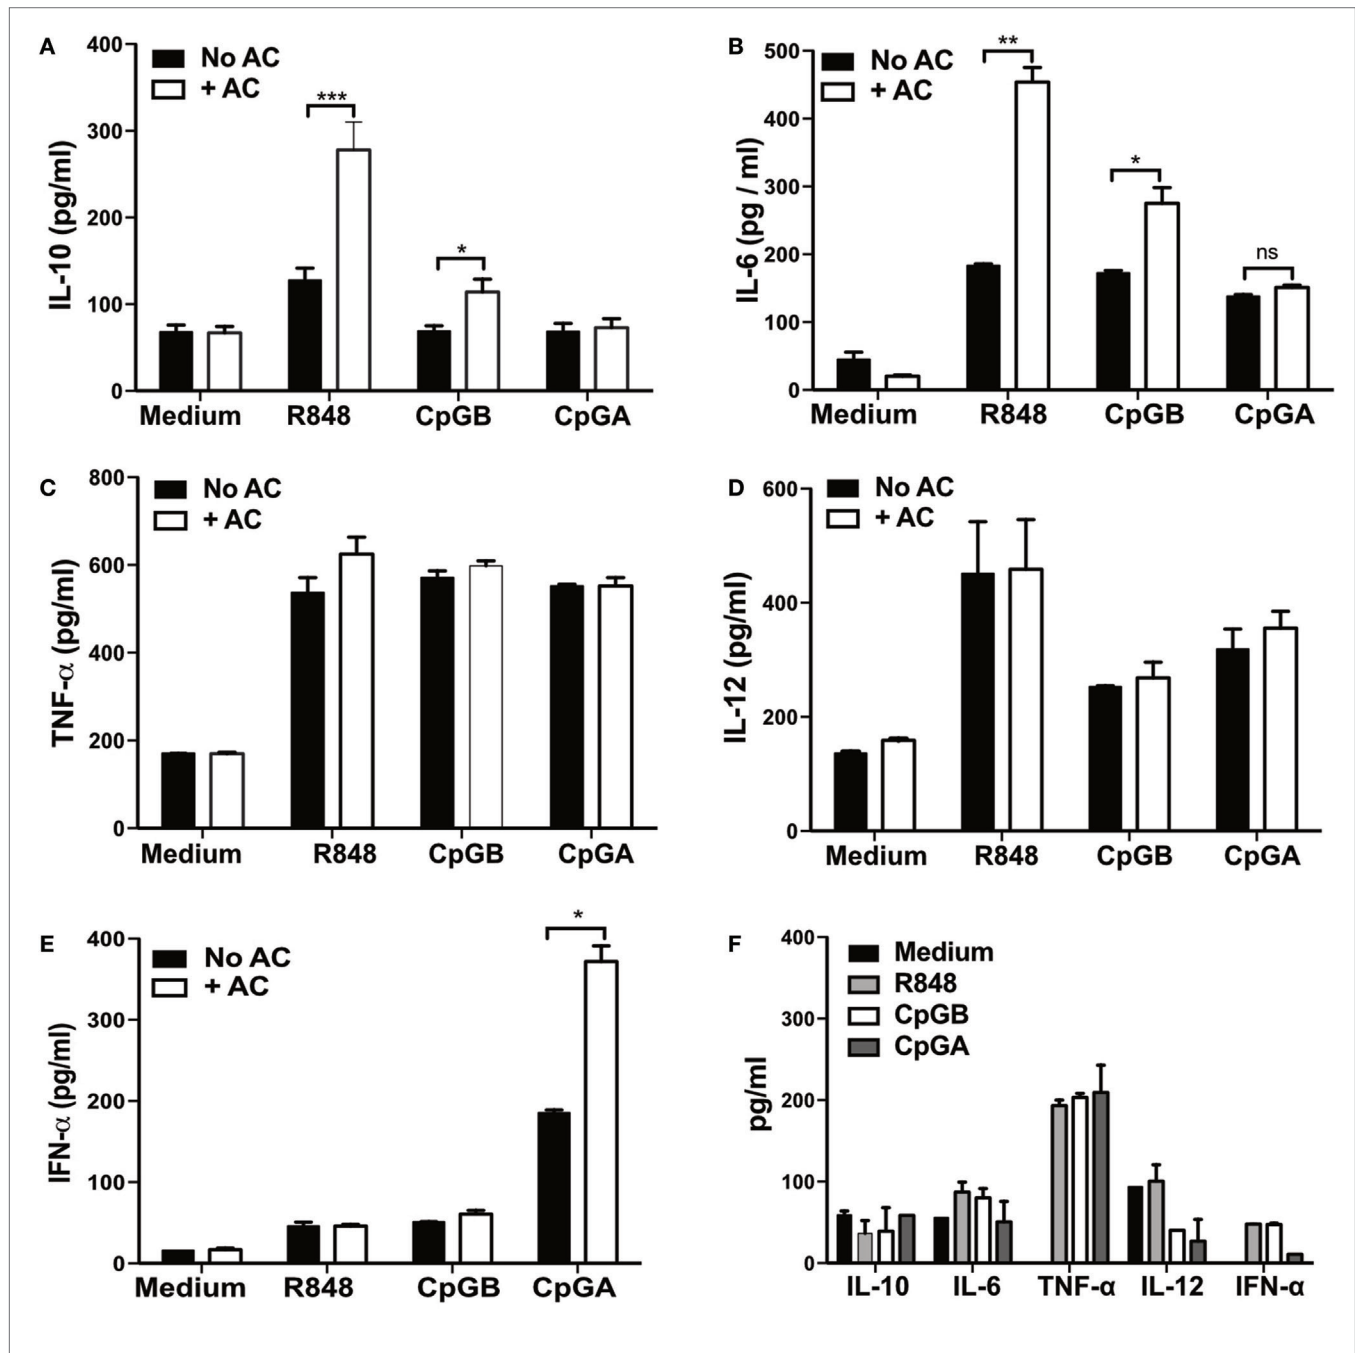 A
No AC
+ AC
***
*
IL-10 (pg/ml)
400
300
200
100
0
Medium R848 CpGB CpGA
B
No AC
+ AC
**
*
ns
IL-6 (pg / ml)
500
400
300
200
100
0
Medium R848 CpGB CpGA
C
No AC
+ AC
TNF-α (pg/ml)
800
600
400
200
0
Medium R848 CpGB CpGA
D
No AC
+ AC
IL-12 (pg/ml)
600
400
200
0
Medium R848 CpGB CpGA
E
No AC
+ AC
*
IFN-α (pg/ml)
400
300
200
100
0
Medium R848 CpGB CpGA
F
Medium
R848
CpGB
CpGA
pg/ml
400
300
200
100
0
IL-10 IL-6 TNF-α IL-12 IFN-α